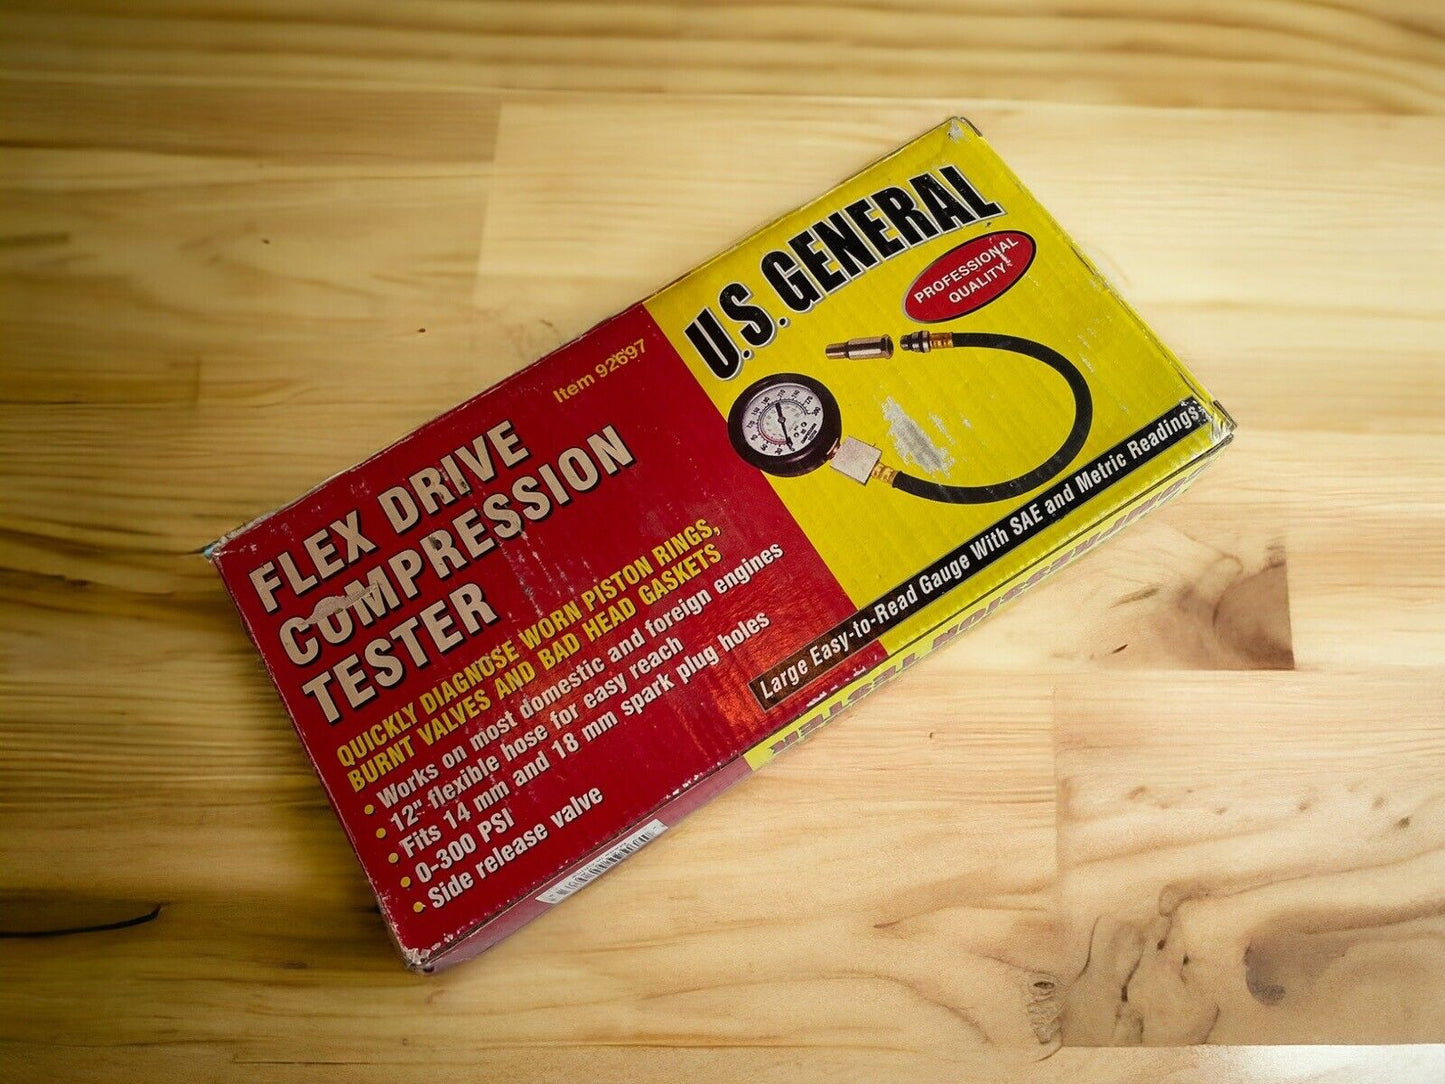 U.S. GENERAL
PROFESSIONAL
QUALITY
Item 92697
FLEX DRIVE
COMPRESSION
TESTER
QUICKLY DIAGNOSE WORN PISTON RINGS,
BURNT VALVES AND BAD HEAD GASKETS
• Works on most domestic and foreign engines
• 12" flexible hose for easy reach
• Fits 14 mm and 18 mm spark plug holes
• 0-300 PSI
• Side release valve
Large Easy-to-Read Gauge With SAE and Metric Readings
COMPRESSION TESTER